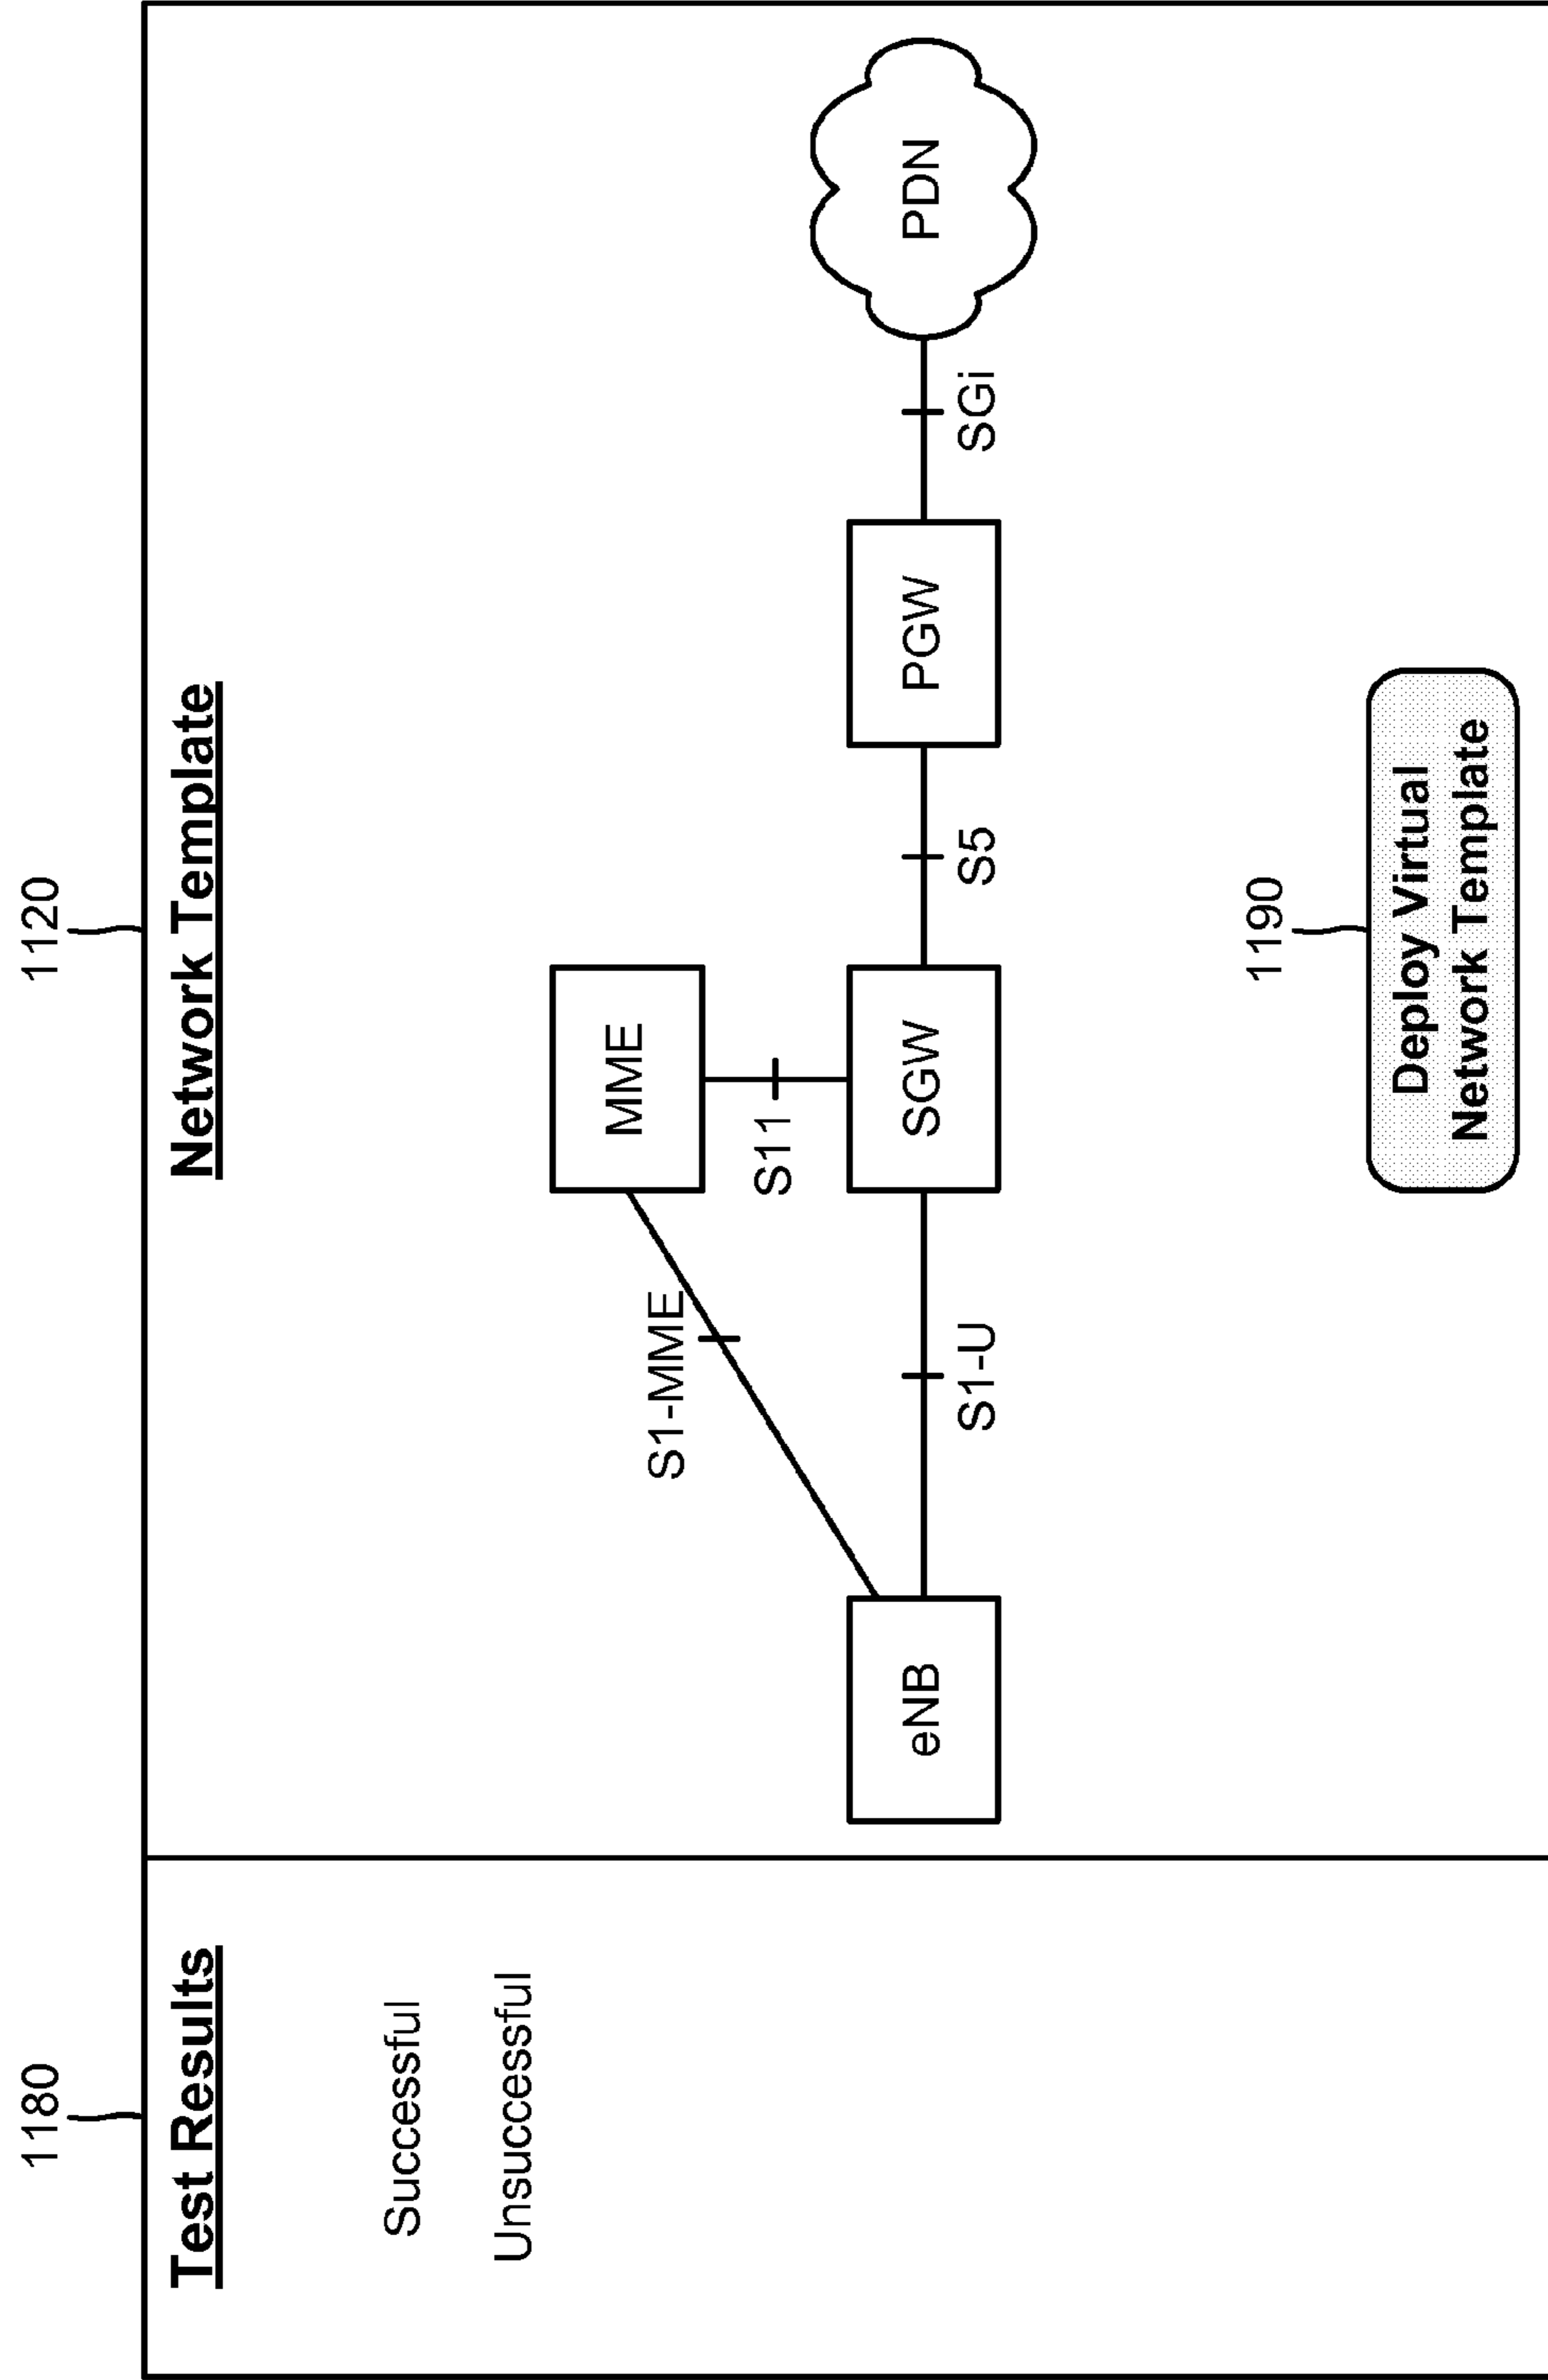 1180
1120
Test Results
Network Template
Successful
Unsuccessful
MME
S1-MME
S11
eNB
SGW
PGW
PDN
S1-U
S5
SGi
1190
Deploy Virtual
Network Template